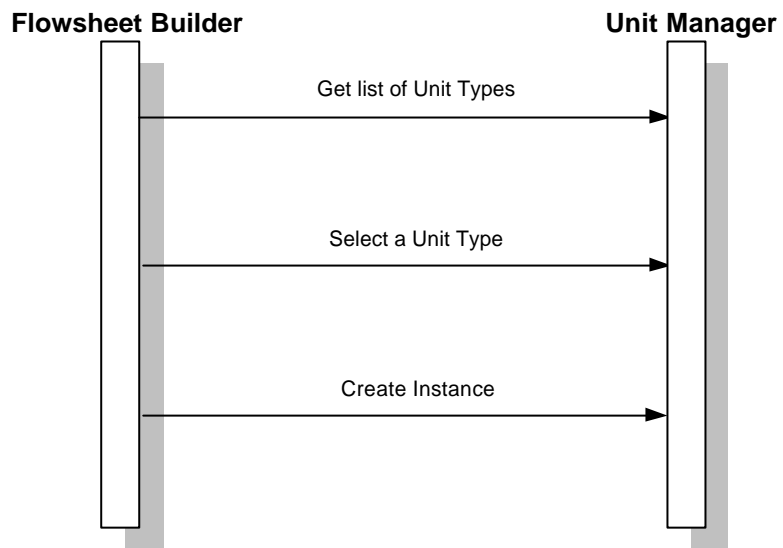 Flowsheet Builder
Unit Manager
Get list of Unit Types
Select a Unit Type
Create Instance